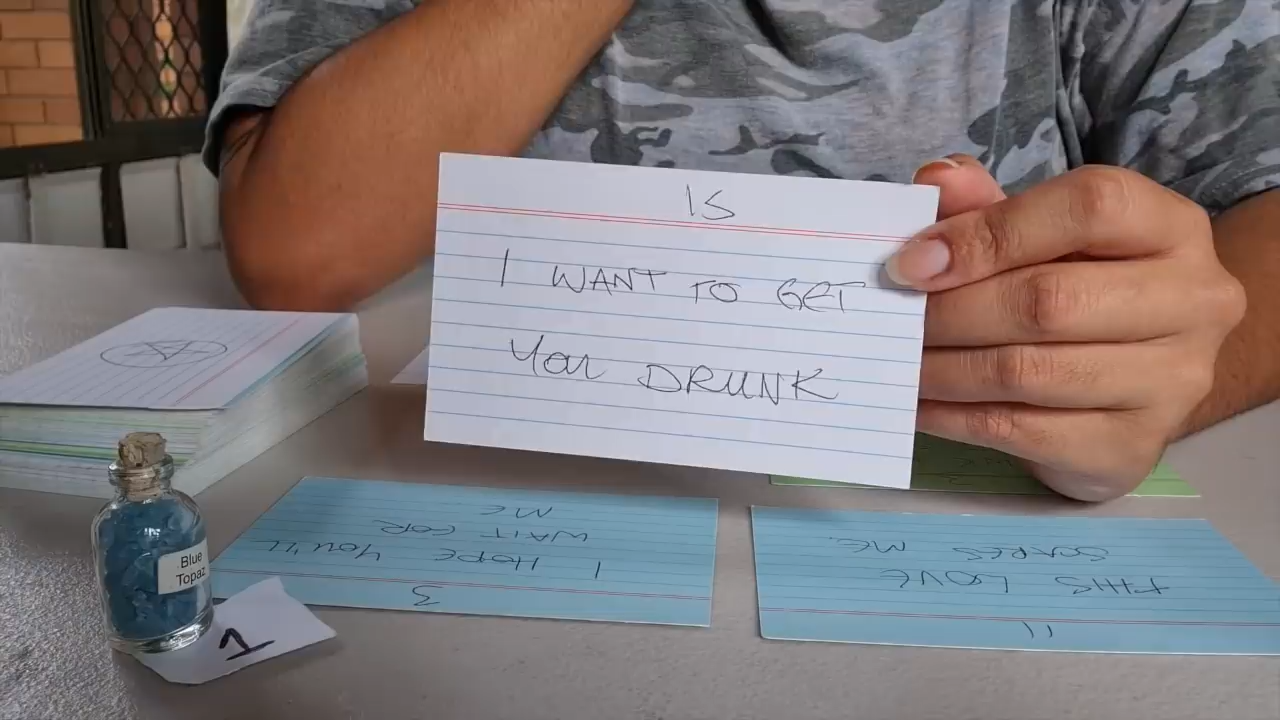 IS
I WANT TO GET
YOU DRUNK
3
I HOPE YOU'LL
WAIT FOR
ME
11
THIS LOVE
SCARES ME.
Blue
Topaz
1